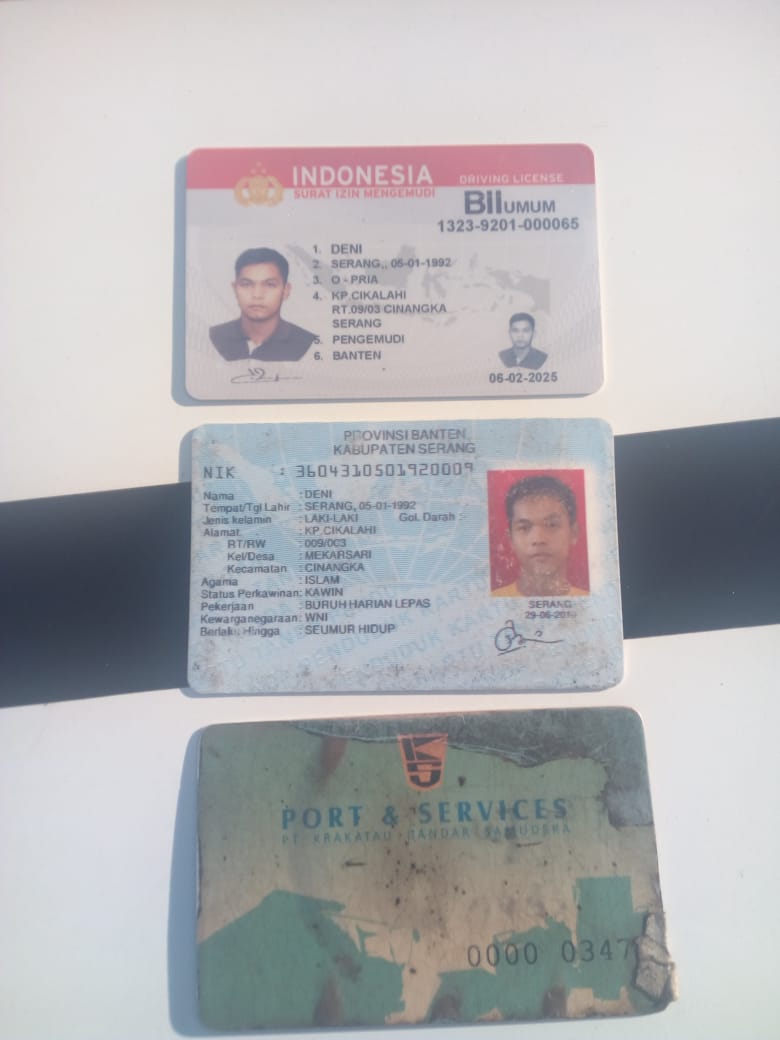 INDONESIA
SURAT IZIN MENGEMUDI
DRIVING LICENSE
BII UMUM
1323-9201-000065
1. DENI
2. SERANG,, 05-01-1992
3. O - PRIA
4. KP.CIKALAHI
RT.09/03 CINANGKA
SERANG
5. PENGEMUDI
6. BANTEN
06-02-2025
PROVINSI BANTEN
KABUPATEN SERANG
NIK : 3604310501920009
Nama : DENI
Tempat/Tgl Lahir : SERANG, 05-01-1992
Jenis kelamin : LAKI-LAKI Gol. Darah :-
Alamat : KP CIKALAHI
RT/RW : 009/003
Kel/Desa : MEKARSARI
Kecamatan : CINANGKA
Agama : ISLAM
Status Perkawinan: KAWIN
Pekerjaan : BURUH HARIAN LEPAS
Kewarganegaraan: WNI
Berlaku Hingga : SEUMUR HIDUP
SERANG
PORT & SERVICES
PT KRAKATAU BANDAR SAMUDERA
0000 0347